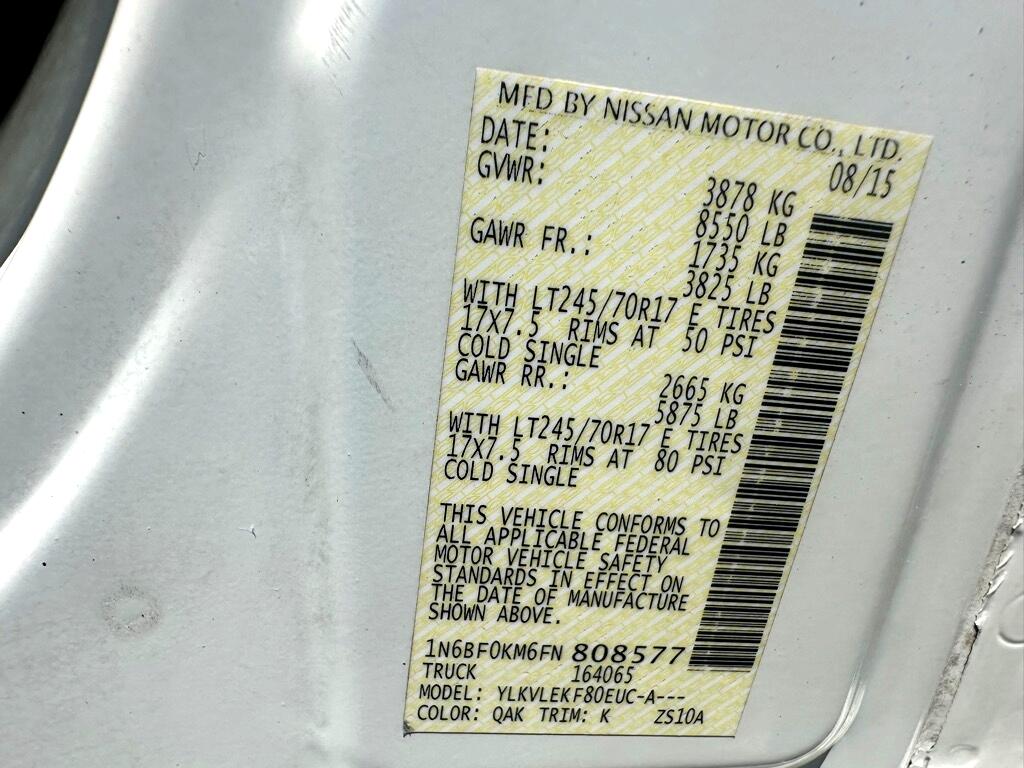 MFD BY NISSAN MOTOR CO., LTD.
DATE: 08/15
GVWR: 3878 KG
8550 LB
GAWR FR.: 1735 KG
3825 LB
WITH LT245/70R17 E TIRES
17X7.5 RIMS AT 50 PSI
COLD SINGLE
GAWR RR.: 2665 KG
5875 LB
WITH LT245/70R17 E TIRES
17X7.5 RIMS AT 80 PSI
COLD SINGLE
THIS VEHICLE CONFORMS TO
ALL APPLICABLE FEDERAL
MOTOR VEHICLE SAFETY
STANDARDS IN EFFECT ON
THE DATE OF MANUFACTURE
SHOWN ABOVE.
1N6BF0KM6FN 808577
TRUCK 164065
MODEL: YLKVLEKF80EUC-A---
COLOR: QAK TRIM: K ZS10A